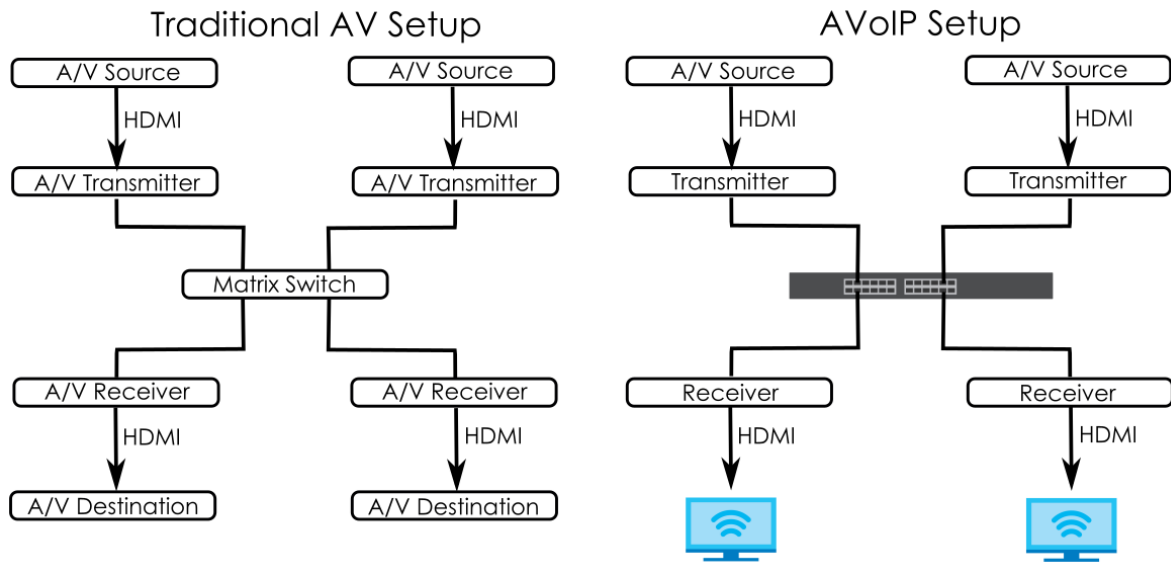 Traditional AV Setup
AVoIP Setup
A/V Source
A/V Source
A/V Source
A/V Source
HDMI
HDMI
HDMI
HDMI
A/V Transmitter
A/V Transmitter
Transmitter
Transmitter
Matrix Switch
A/V Receiver
A/V Receiver
Receiver
Receiver
HDMI
HDMI
HDMI
HDMI
A/V Destination
A/V Destination